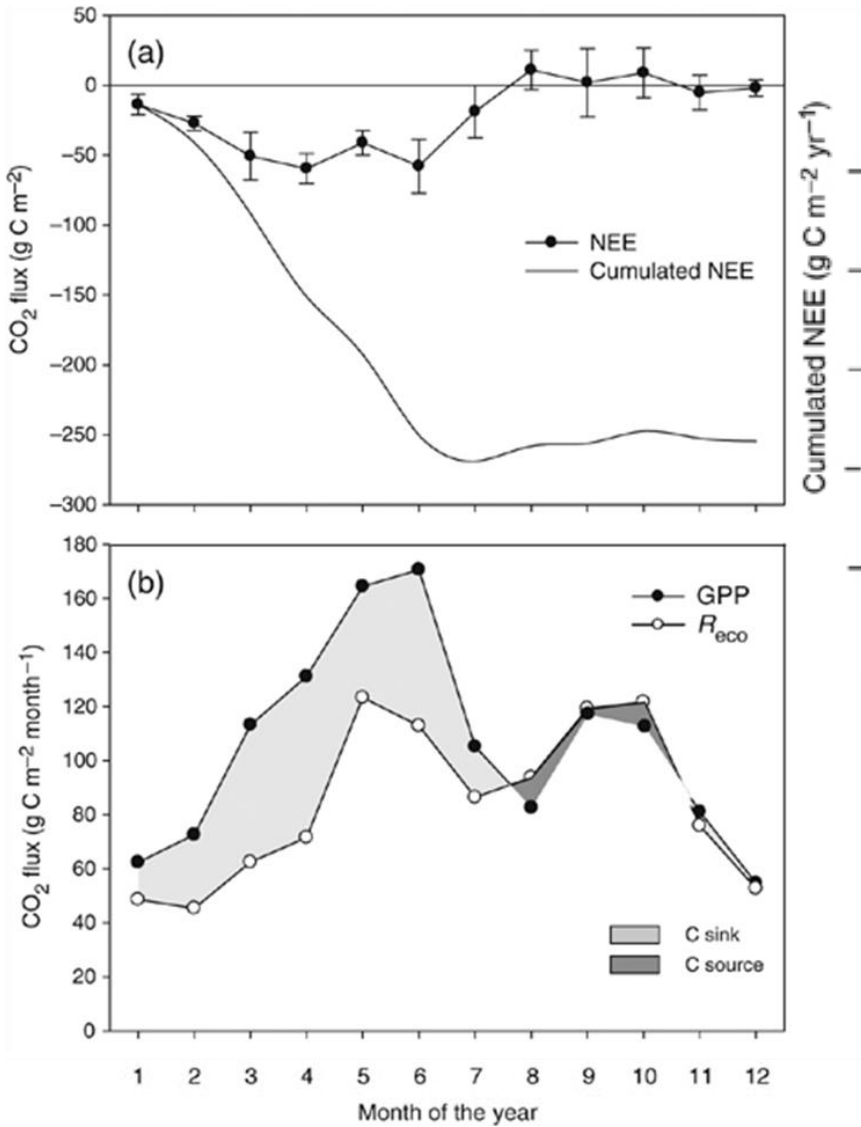 (a)
50
0
−50
−100
−150
−200
−250
−300
CO2 flux (g C m−2)
NEE
Cumulated NEE
Cumulated NEE (g C m−2 yr−1)
(b)
180
160
140
120
100
80
60
40
20
0
CO2 flux (g C m−2 month−1)
GPP
Reco
C sink
C source
1 2 3 4 5 6 7 8 9 10 11 12
Month of the year